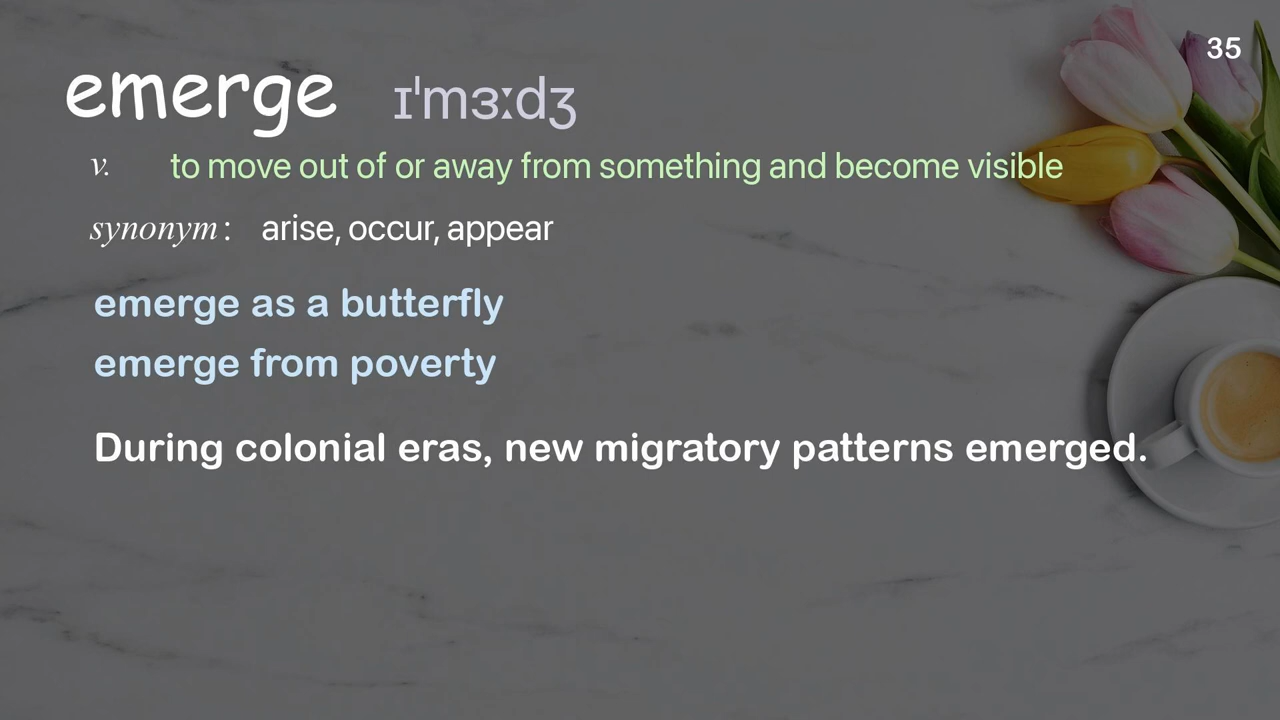 35
emerge ɪˈmɜːdʒ
v. to move out of or away from something and become visible
synonym: arise, occur, appear
emerge as a butterfly
emerge from poverty
During colonial eras, new migratory patterns emerged.